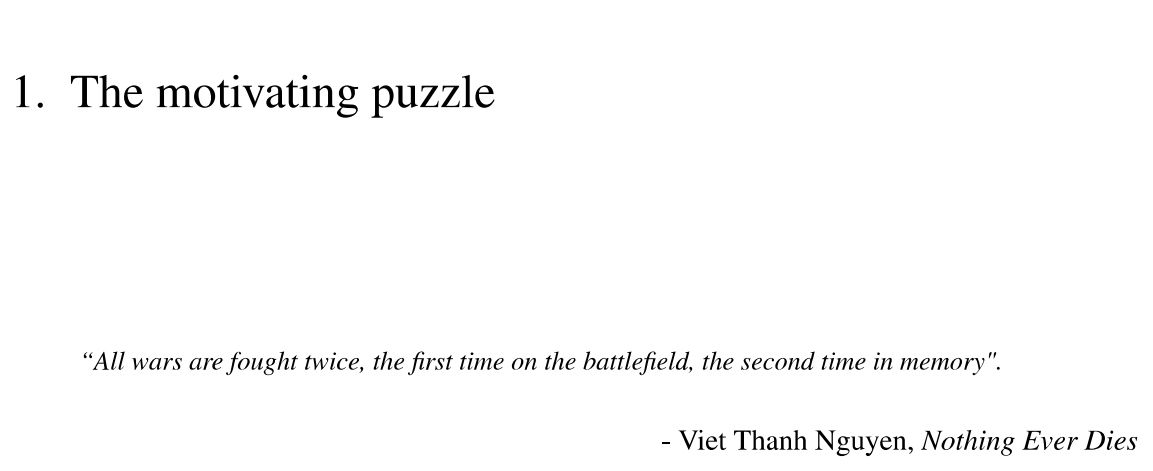 1. The motivating puzzle
“All wars are fought twice, the first time on the battlefield, the second time in memory".
- Viet Thanh Nguyen, Nothing Ever Dies